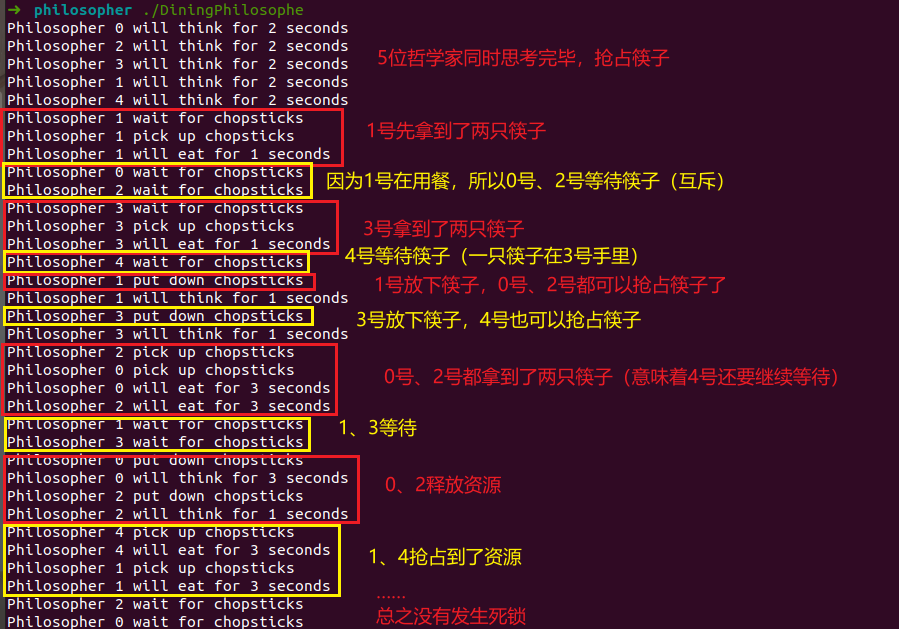 ➜ philosopher ./DiningPhilosophe
Philosopher 0 will think for 2 seconds
Philosopher 2 will think for 2 seconds
Philosopher 3 will think for 2 seconds
5位哲学家同时思考完毕，抢占筷子
Philosopher 1 will think for 2 seconds
Philosopher 4 will think for 2 seconds
Philosopher 1 wait for chopsticks
Philosopher 1 pick up chopsticks
1号先拿到了两只筷子
Philosopher 1 will eat for 1 seconds
Philosopher 0 wait for chopsticks
因为1号在用餐，所以0号、2号等待筷子（互斥）
Philosopher 2 wait for chopsticks
Philosopher 3 wait for chopsticks
Philosopher 3 pick up chopsticks
3号拿到了两只筷子
Philosopher 3 will eat for 1 seconds
Philosopher 4 wait for chopsticks
4号等待筷子（一只筷子在3号手里）
Philosopher 1 put down chopsticks
1号放下筷子，0号、2号都可以抢占筷子了
Philosopher 1 will think for 1 seconds
Philosopher 3 put down chopsticks
3号放下筷子，4号也可以抢占筷子
Philosopher 3 will think for 1 seconds
Philosopher 2 pick up chopsticks
Philosopher 0 pick up chopsticks
0号、2号都拿到了两只筷子（意味着4号还要继续等待）
Philosopher 0 will eat for 3 seconds
Philosopher 2 will eat for 3 seconds
Philosopher 1 wait for chopsticks
1、3等待
Philosopher 3 wait for chopsticks
Philosopher 0 put down chopsticks
Philosopher 0 will think for 3 seconds
0、2释放资源
Philosopher 2 put down chopsticks
Philosopher 2 will think for 1 seconds
Philosopher 4 pick up chopsticks
Philosopher 4 will eat for 3 seconds
1、4抢占到了资源
Philosopher 1 pick up chopsticks
Philosopher 1 will eat for 3 seconds
……
Philosopher 2 wait for chopsticks
总之没有发生死锁
Philosopher 0 wait for chopsticks